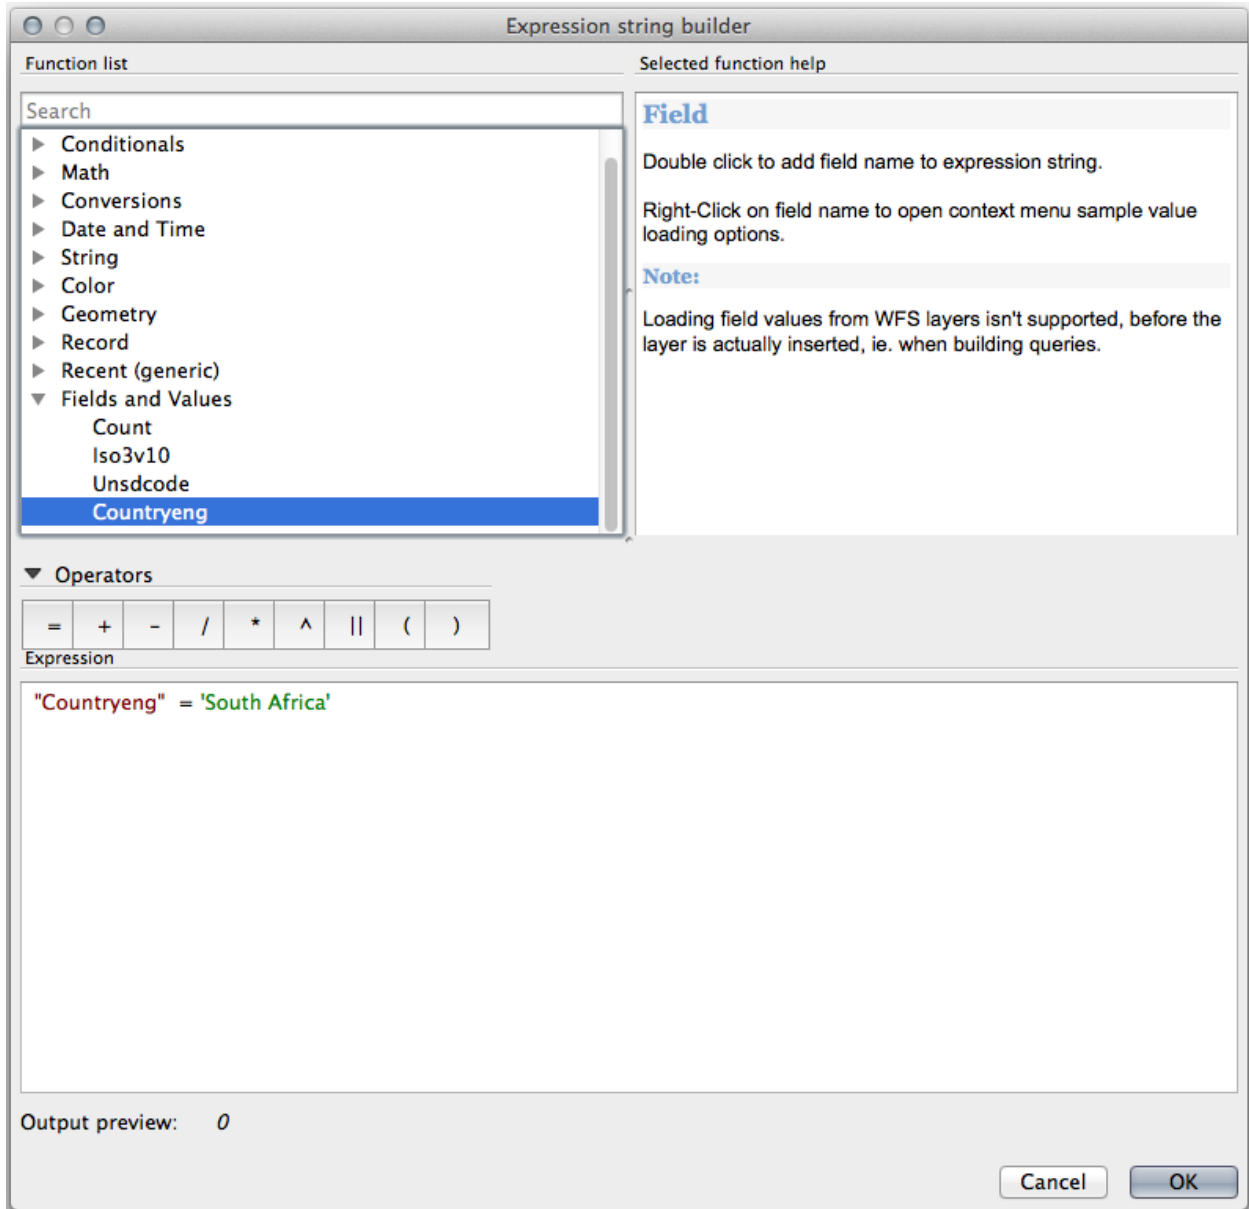 Expression string builder
Function list
Selected function help
Search
Conditionals
Math
Conversions
Date and Time
String
Color
Geometry
Record
Recent (generic)
Fields and Values
Count
Iso3v10
Unsdcode
Countryeng
Field
Double click to add field name to expression string.
Right-Click on field name to open context menu sample value
loading options.
Note:
Loading field values from WFS layers isn't supported, before the
layer is actually inserted, ie. when building queries.
Operators
= + - / * ^ || ( )
Expression
"Countryeng" = 'South Africa'
Output preview: 0
Cancel OK